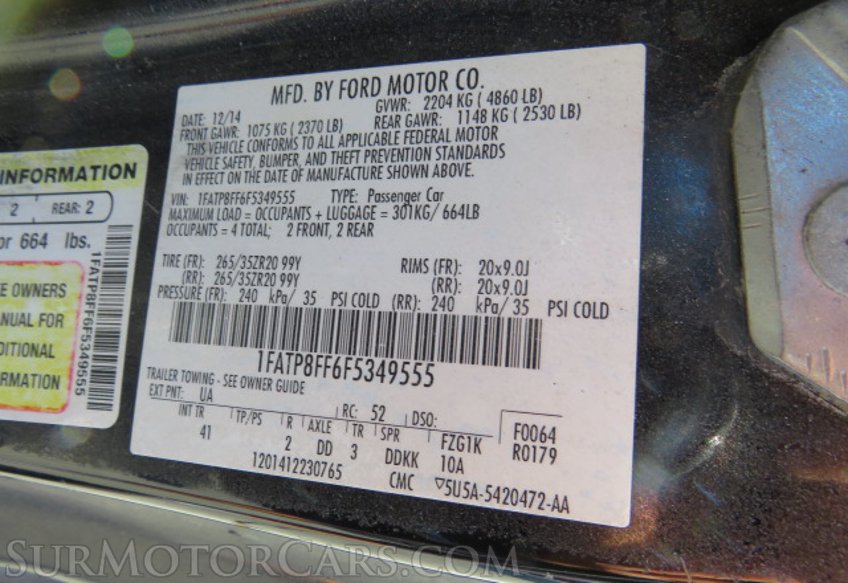 MFD. BY FORD MOTOR CO.
DATE: 12/14 GVWR: 2204 KG ( 4860 LB)
FRONT GAWR: 1075 KG ( 2370 LB) REAR GAWR: 1148 KG ( 2530 LB)
THIS VEHICLE CONFORMS TO ALL APPLICABLE FEDERAL MOTOR
VEHICLE SAFETY, BUMPER, AND THEFT PREVENTION STANDARDS
IN EFFECT ON THE DATE OF MANUFACTURE SHOWN ABOVE.
VIN: 1FATP8FF6F5349555 TYPE: Passenger Car
MAXIMUM LOAD = OCCUPANTS + LUGGAGE = 301KG/ 664LB
OCCUPANTS = 4 TOTAL; 2 FRONT, 2 REAR
TIRE (FR): 265/35ZR20 99Y RIMS (FR): 20x9.0J
(RR): 265/35ZR20 99Y (RR): 20x9.0J
PRESSURE (FR): 240 kPa/ 35 PSI COLD (RR): 240 kPa/ 35 PSI COLD
1FATP8FF6F5349555
TRAILER TOWING - SEE OWNER GUIDE
EXT PNT: UA RC: 52 DSO: F0064
INT TR TP/PS R AXLE TR SPR FZG1K R0179
41 2 DD 3 DDKK 10A
1201412230765 CMC ▽5U5A-5420472-AA
INFORMATION
2 REAR: 2
or 664 lbs.
EE OWNERS
ANUAL FOR
DDITIONAL
ORMATION
1FATP8FF6F5349555
SURMOTORCARS.COM